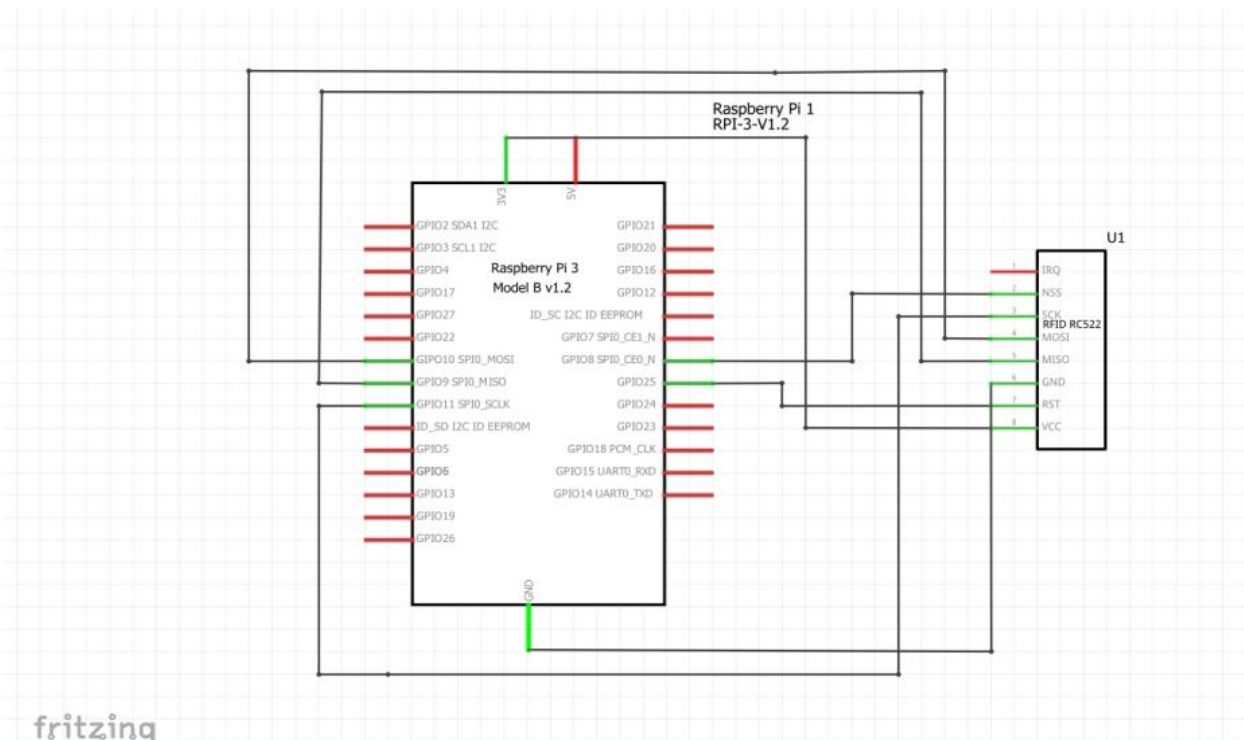 Raspberry Pi 1
RPI-3-V1.2
3V3
5V
GPIO2 SDA1 I2C
GPIO3 SCL1 I2C
GPIO4
GPIO17
GPIO27
GPIO22
GIPO10 SPI0_MOSI
GPIO9 SPI0_MISO
GPIO11 SPI0_SCLK
ID_SD I2C ID EEPROM
GPIO5
GPIO6
GPIO13
GPIO19
GPIO26
Raspberry Pi 3
Model B v1.2
GPIO21
GPIO20
GPIO16
GPIO12
ID_SC I2C ID EEPROM
GPIO7 SPI0_CE1_N
GPIO8 SPI0_CE0_N
GPIO25
GPIO24
GPIO23
GPIO18 PCM_CLK
GPIO15 UART0_RXD
GPIO14 UART0_TXD
GND
U1
1 IRQ
2 NSS
3 SCK
RFID RC522
4 MOSI
5 MISO
6 GND
7 RST
8 VCC
fritzing